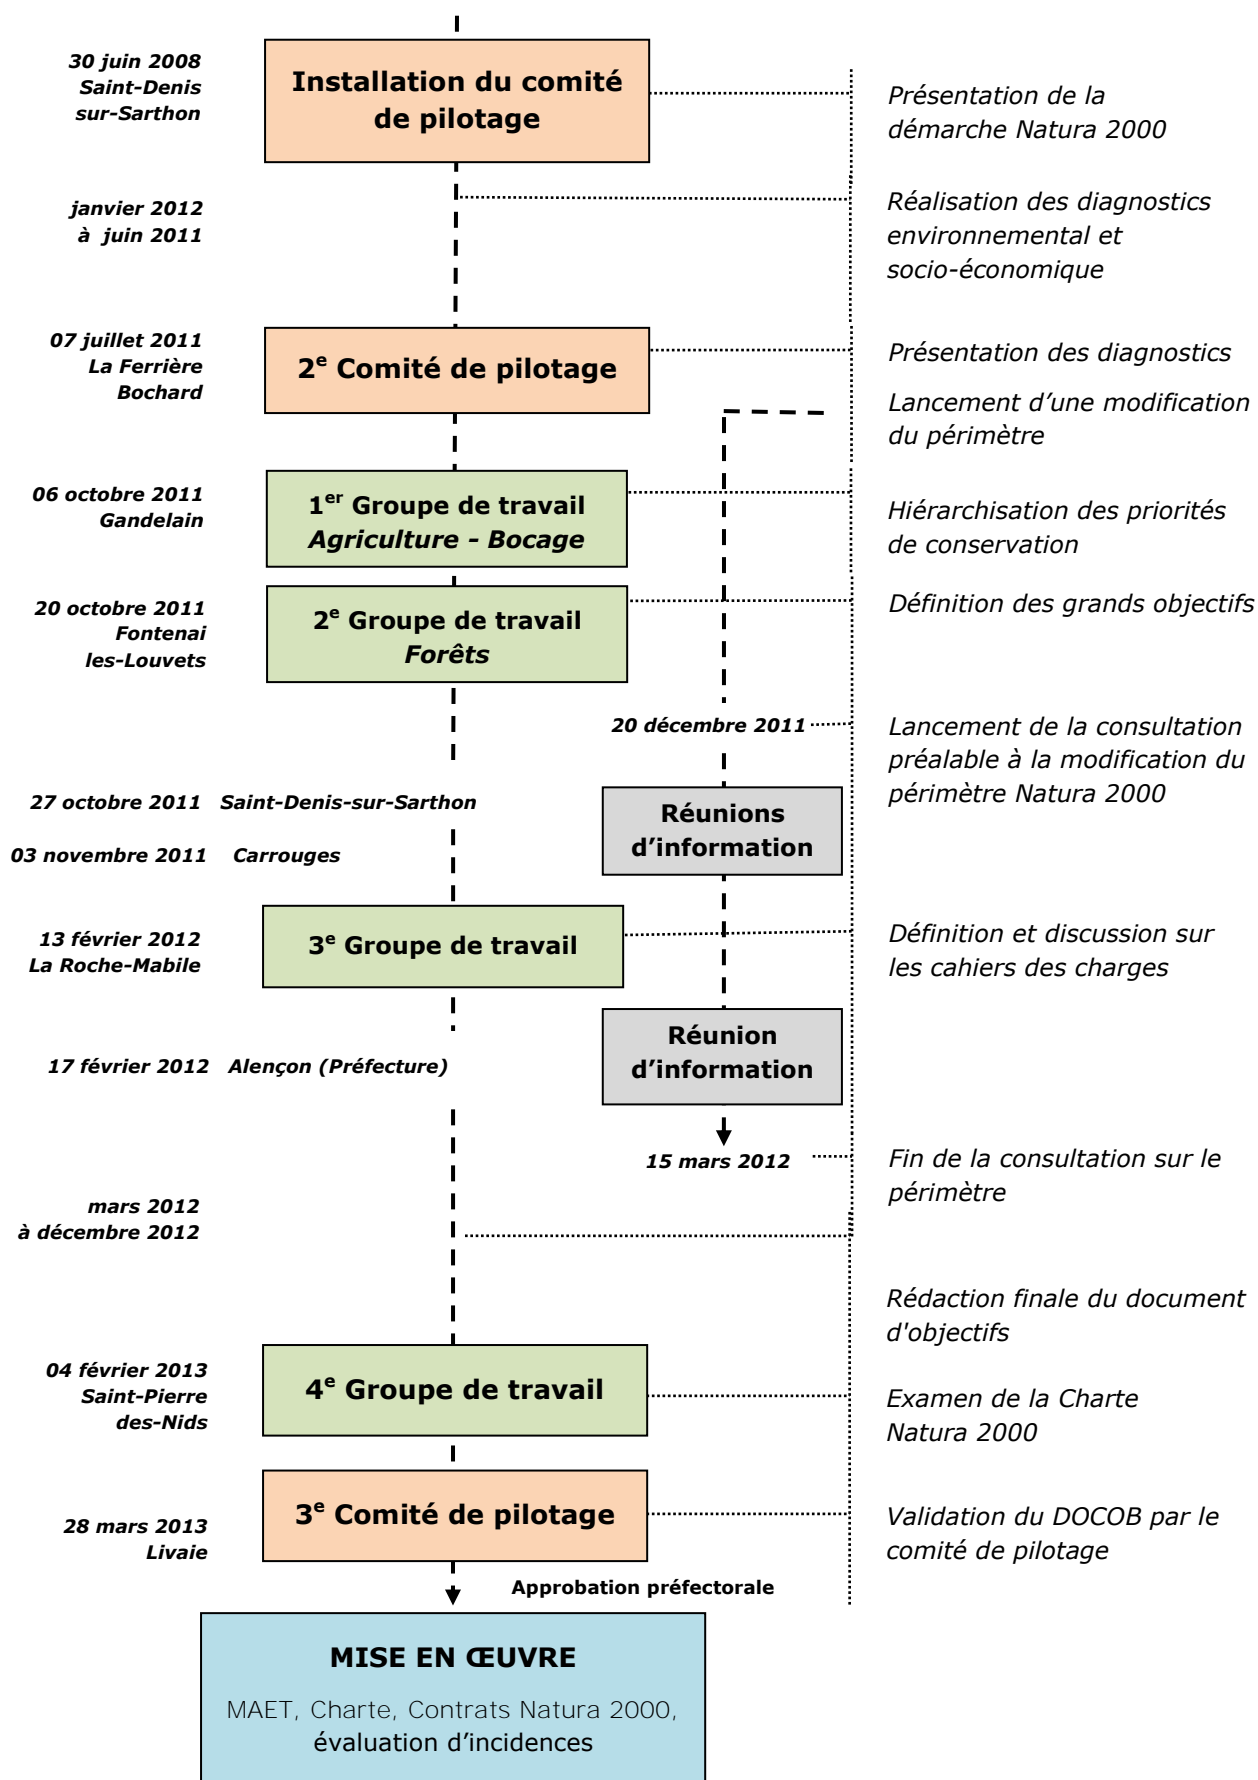 30 juin 2008
Saint-Denis
sur-Sarthon
Installation du comité
de pilotage
Présentation de la
démarche Natura 2000
janvier 2012
à juin 2011
Réalisation des diagnostics
environnemental et
socio-économique
07 juillet 2011
La Ferrière
Bochard
2e Comité de pilotage
Présentation des diagnostics
Lancement d’une modification
du périmètre
06 octobre 2011
Gandelain
1er Groupe de travail
Agriculture - Bocage
Hiérarchisation des priorités
de conservation
20 octobre 2011
Fontenai
les-Louvets
2e Groupe de travail
Forêts
Définition des grands objectifs
20 décembre 2011
Lancement de la consultation
préalable à la modification du
périmètre Natura 2000
27 octobre 2011 Saint-Denis-sur-Sarthon
03 novembre 2011 Carrouges
Réunions
d’information
13 février 2012
La Roche-Mabile
3e Groupe de travail
Définition et discussion sur
les cahiers des charges
17 février 2012 Alençon (Préfecture)
Réunion
d’information
15 mars 2012
Fin de la consultation sur le
périmètre
mars 2012
à décembre 2012
Rédaction finale du document
d'objectifs
04 février 2013
Saint-Pierre
des-Nids
4e Groupe de travail
Examen de la Charte
Natura 2000
28 mars 2013
Livaie
3e Comité de pilotage
Validation du DOCOB par le
comité de pilotage
Approbation préfectorale
MISE EN ŒUVRE
MAET, Charte, Contrats Natura 2000,
évaluation d’incidences